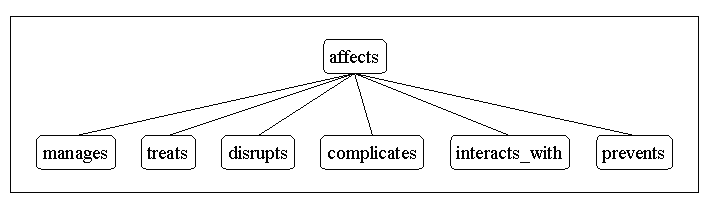 affects
manages treats disrupts complicates interacts_with prevents